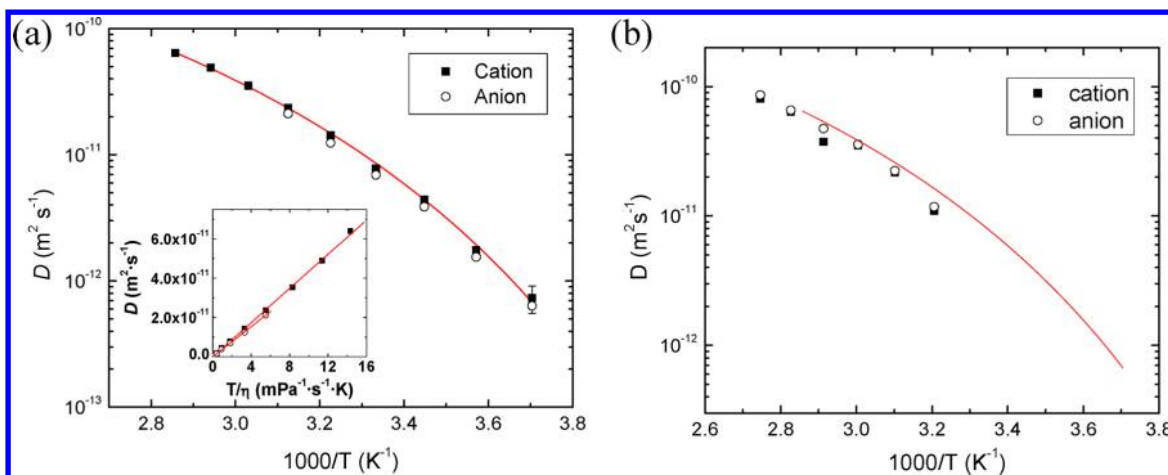 (a)
10⁻¹⁰
10⁻¹¹
10⁻¹²
10⁻¹³
D (m² s⁻¹)
Cation
Anion
6.0x10⁻¹¹
4.0x10⁻¹¹
2.0x10⁻¹¹
0.0
D (m²·s⁻¹)
0 4 8 12 16
T/η (mPa⁻¹·s⁻¹·K)
2.8 3.0 3.2 3.4 3.6 3.8
1000/T (K⁻¹)
(b)
10⁻¹⁰
10⁻¹¹
10⁻¹²
D (m²s⁻¹)
cation
anion
2.6 2.8 3.0 3.2 3.4 3.6 3.8
1000/T (K⁻¹)